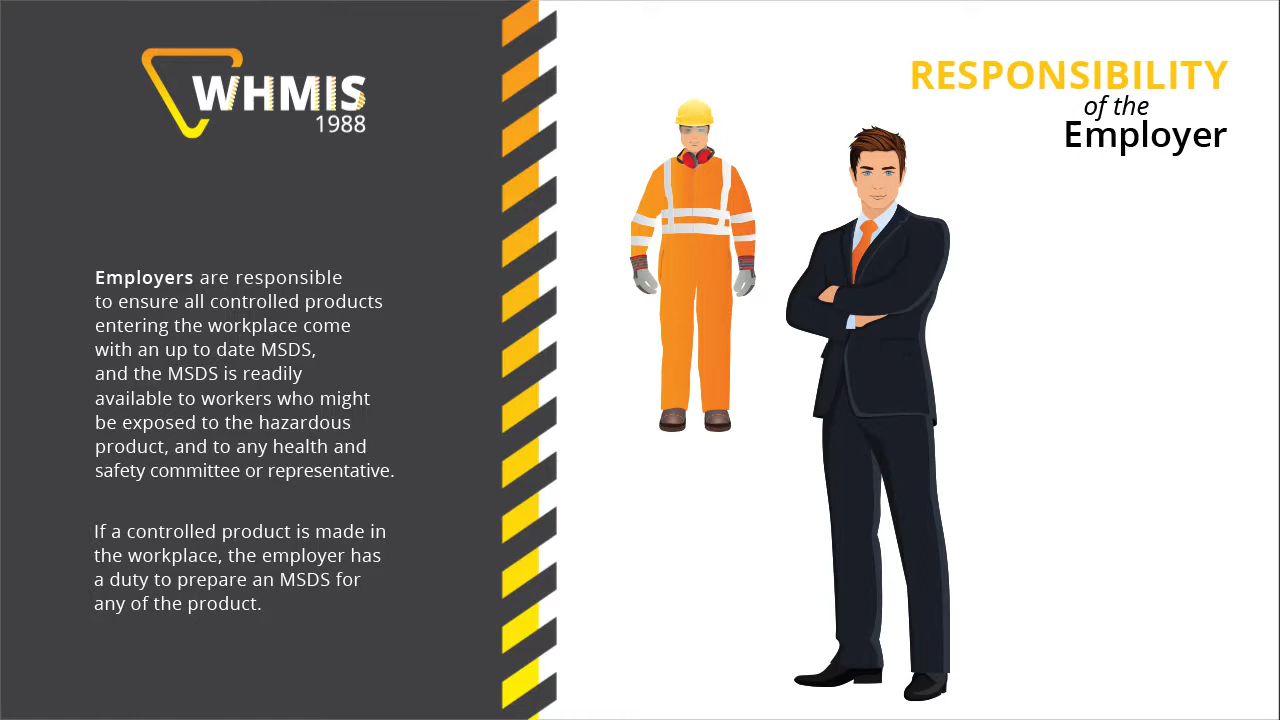 WHMIS
1988
RESPONSIBILITY
of the
Employer
Employers are responsible
to ensure all controlled products
entering the workplace come
with an up to date MSDS,
and the MSDS is readily
available to workers who might
be exposed to the hazardous
product, and to any health and
safety committee or representative.
If a controlled product is made in
the workplace, the employer has
a duty to prepare an MSDS for
any of the product.